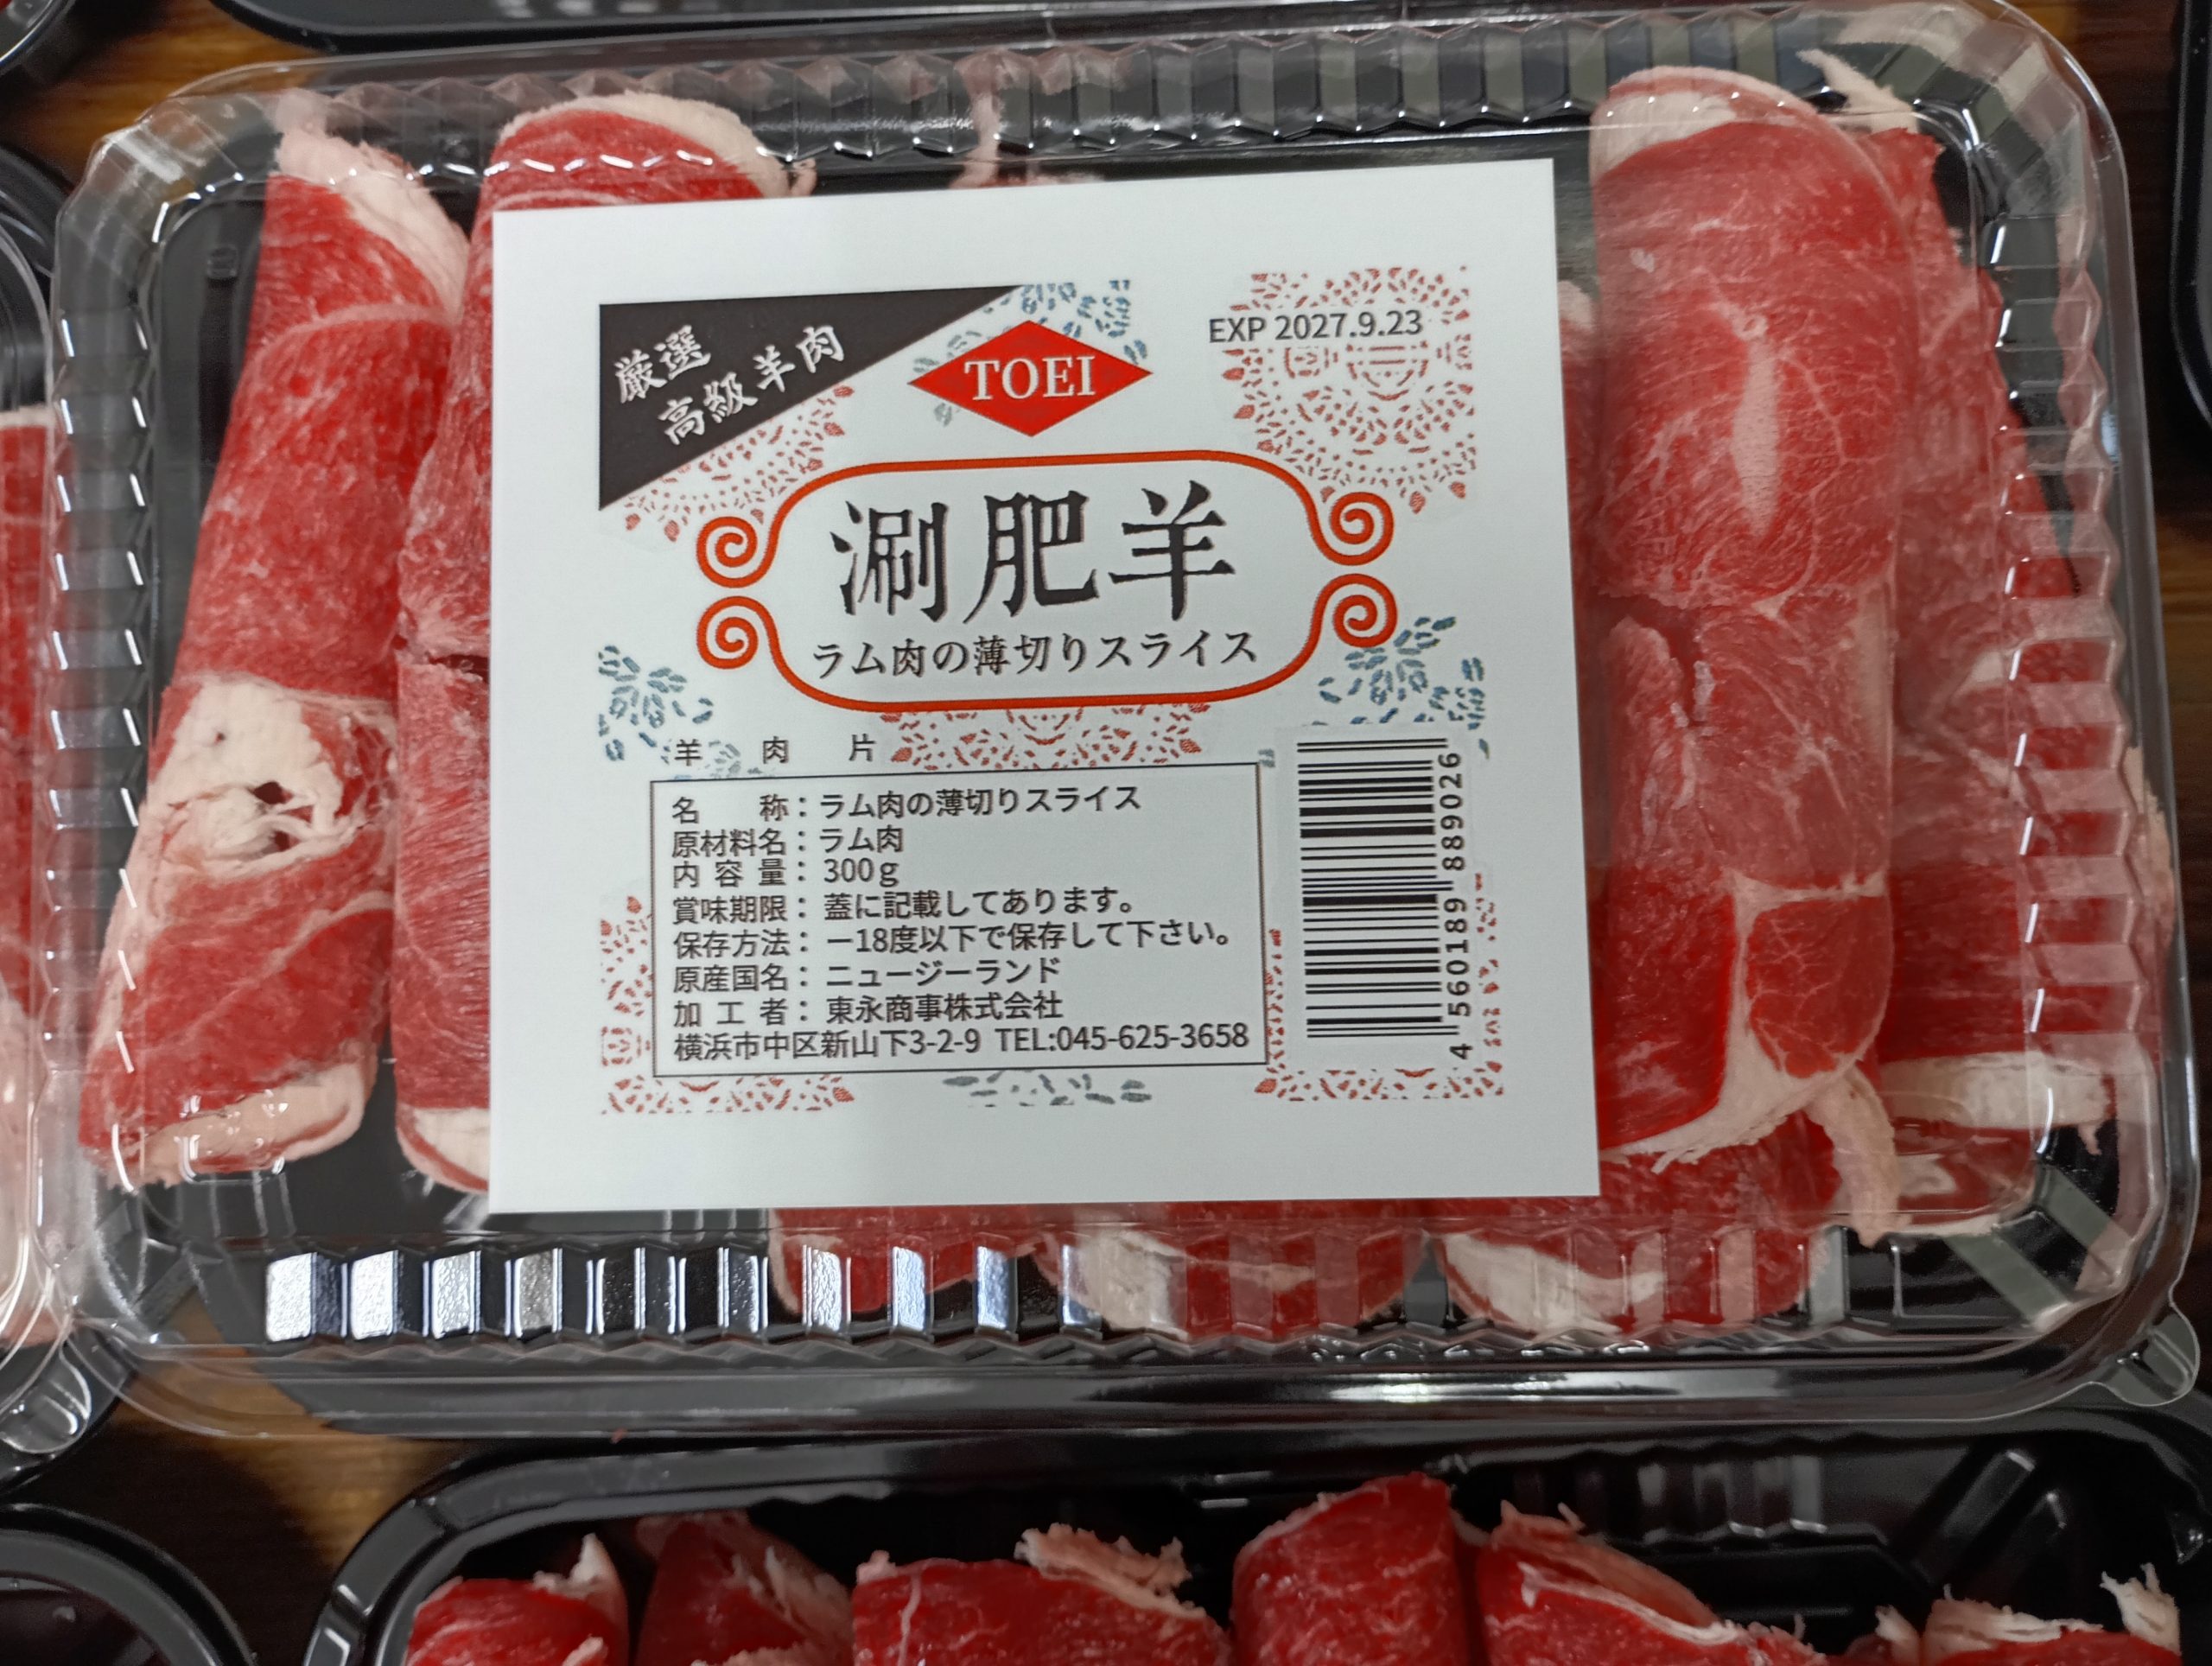 厳選
高級羊肉
TOEI
EXP 2027.9.23
涮肥羊
ラム肉の薄切りスライス
羊 肉 片
名 称：ラム肉の薄切りスライス
原材料名：ラム肉
内 容 量：300g
賞味期限：蓋に記載してあります。
保存方法：ー18度以下で保存して下さい。
原産国名：ニュージーランド
加 工 者：東永商事株式会社
横浜市中区新山下3-2-9 TEL:045-625-3658
4 560189 889026